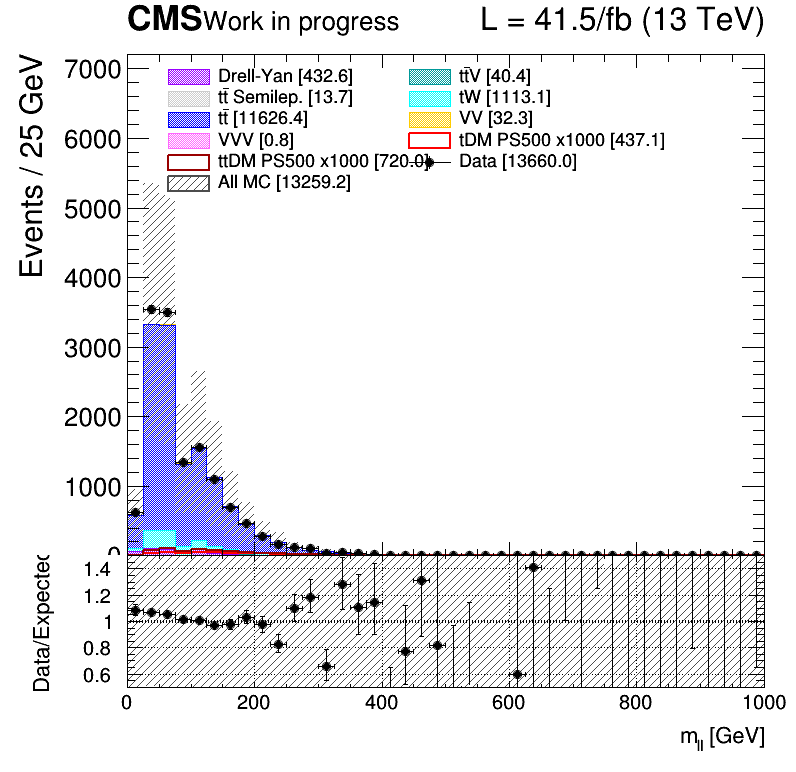 CMS Work in progress L = 41.5/fb (13 TeV)
Events / 25 GeV
7000
6000
5000
4000
3000
2000
1000
0
Drell-Yan [432.6] tt̄V [40.4]
tt̄ Semilep. [13.7] tW [1113.1]
tt̄ [11626.4] VV [32.3]
VVV [0.8] tDM PS500 x1000 [437.1]
ttDM PS500 x1000 [720.0] Data [13660.0]
All MC [13259.2]
Data/Expected
1.4
1.2
1
0.8
0.6
0 200 400 600 800 1000
m_ll [GeV]